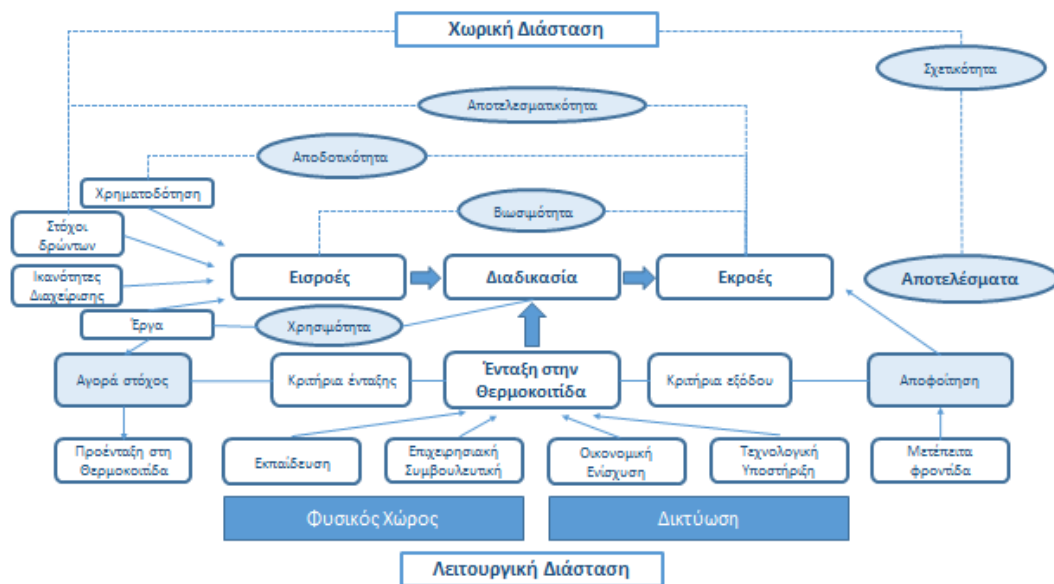 Χωρική Διάσταση
Σχετικότητα
Αποτελεσματικότητα
Αποδοτικότητα
Χρηματοδότηση
Βιωσιμότητα
Στόχοι
δρώντων
Ικανότητες
Διαχείρισης
Εισροές
Διαδικασία
Εκροές
Αποτελέσματα
Έργα
Χρησιμότητα
Αγορά στόχος
Κριτήρια ένταξης
Ένταξη στην
Θερμοκοιτίδα
Κριτήρια εξόδου
Αποφοίτηση
Προένταξη στη
Θερμοκοιτίδα
Εκπαίδευση
Επιχειρησιακή
Συμβουλευτική
Οικονομική
Ενίσχυση
Τεχνολογική
Υποστήριξη
Μετέπειτα
φροντίδα
Φυσικός Χώρος
Δικτύωση
Λειτουργική Διάσταση